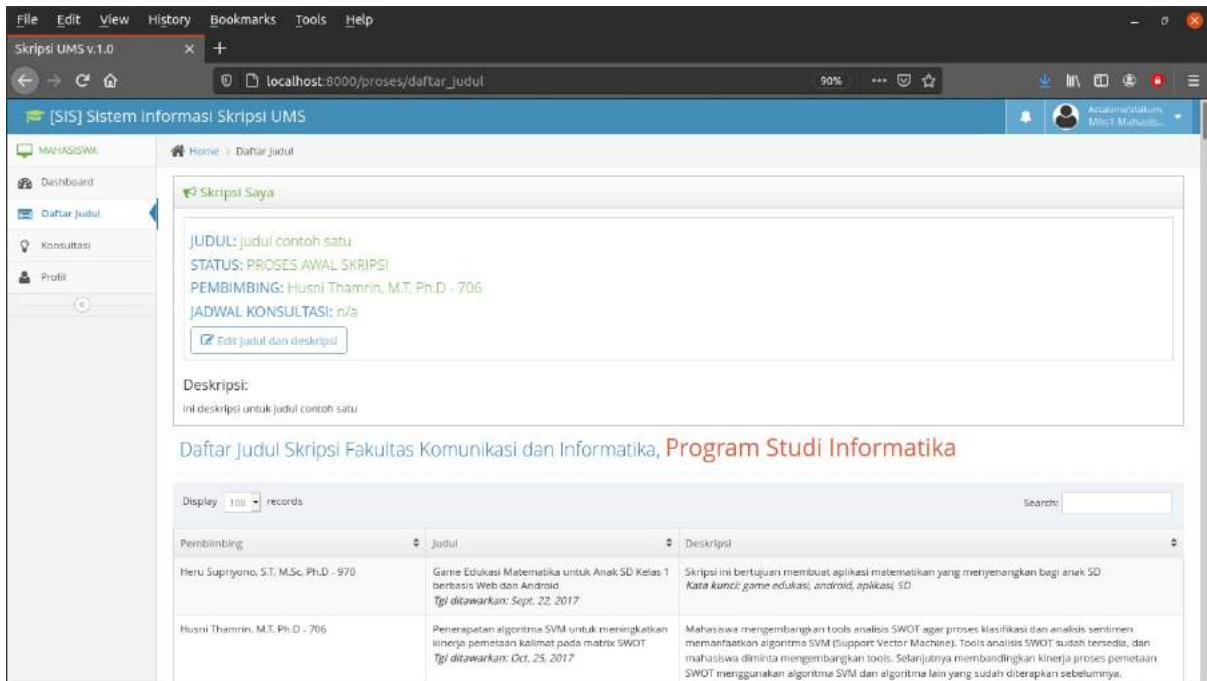 File Edit View History Bookmarks Tools Help
Skripsi UMS v.1.0
localhost:8000/proses/daftar_judul 90%
[SIS] Sistem Informasi Skripsi UMS
Assalamu'alaikum,
Mhs1 Mahasis...
MAHASISWA
Home > Daftar Judul
Dashboard
Daftar Judul
Konsultasi
Profil
Skripsi Saya
JUDUL: judul contoh satu
STATUS: PROSES AWAL SKRIPSI
PEMBIMBING: Husni Thamrin, M.T, Ph.D - 706
JADWAL KONSULTASI: n/a
Edit judul dan deskripsi
Deskripsi:
ini deskripsi untuk judul contoh satu
Daftar Judul Skripsi Fakultas Komunikasi dan Informatika, Program Studi Informatika
Display 100 records
Search:
Pembimbing Judul Deskripsi
Heru Supriyono, S.T, M.Sc, Ph.D - 970
Game Edukasi Matematika untuk Anak SD Kelas 1
berbasis Web dan Android
Tgl ditawarkan: Sept. 22, 2017
Skripsi ini bertujuan membuat aplikasi matematikan yang menyenangkan bagi anak SD
Kata kunci: game edukasi, android, aplikasi, SD
Husni Thamrin, M.T, Ph.D - 706
Penerapatan algoritma SVM untuk meningkatkan
kinerja pemetaan kalimat pada matrix SWOT
Tgl ditawarkan: Oct. 25, 2017
Mahasiswa mengembangkan tools analisis SWOT agar proses klasifikasi dan analisis sentimen
memanfaatkan algoritma SVM (Support Vector Machine). Tools analisis SWOT sudah tersedia, dan
mahasiswa diminta mengembangkan tools. Selanjutnya membandingkan kinerja proses pemetaan
SWOT menggunakan algoritma SVM dan algoritma lain yang sudah diterapkan sebelumnya.